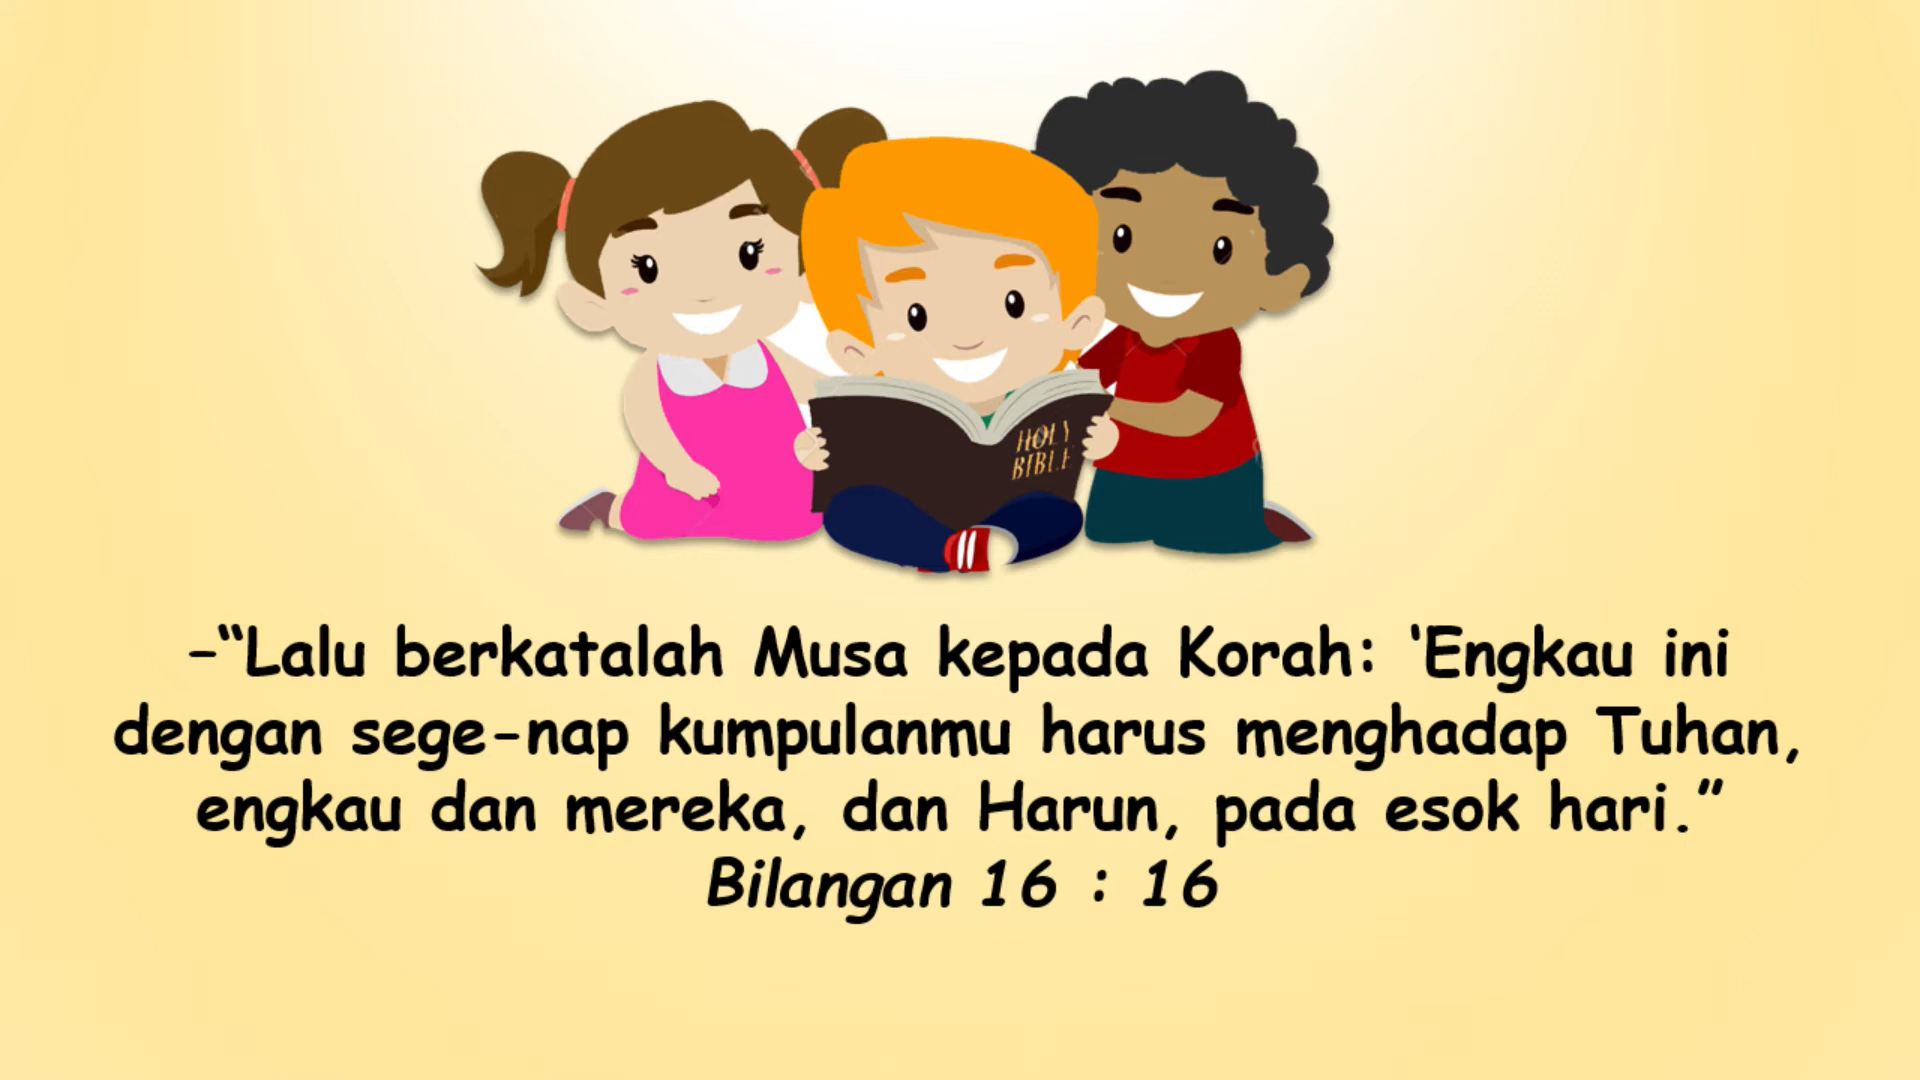 HOLY
BIBLE
–“Lalu berkatalah Musa kepada Korah: ‘Engkau ini
dengan sege-nap kumpulanmu harus menghadap Tuhan,
engkau dan mereka, dan Harun, pada esok hari.”
Bilangan 16 : 16